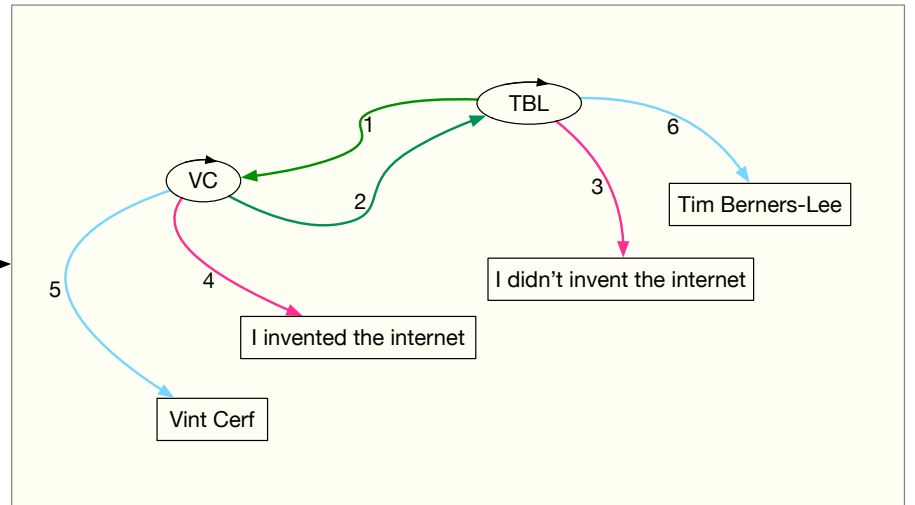 TBL
1
6
VC
2
3
Tim Berners-Lee
4
I didn’t invent the internet
5
I invented the internet
Vint Cerf